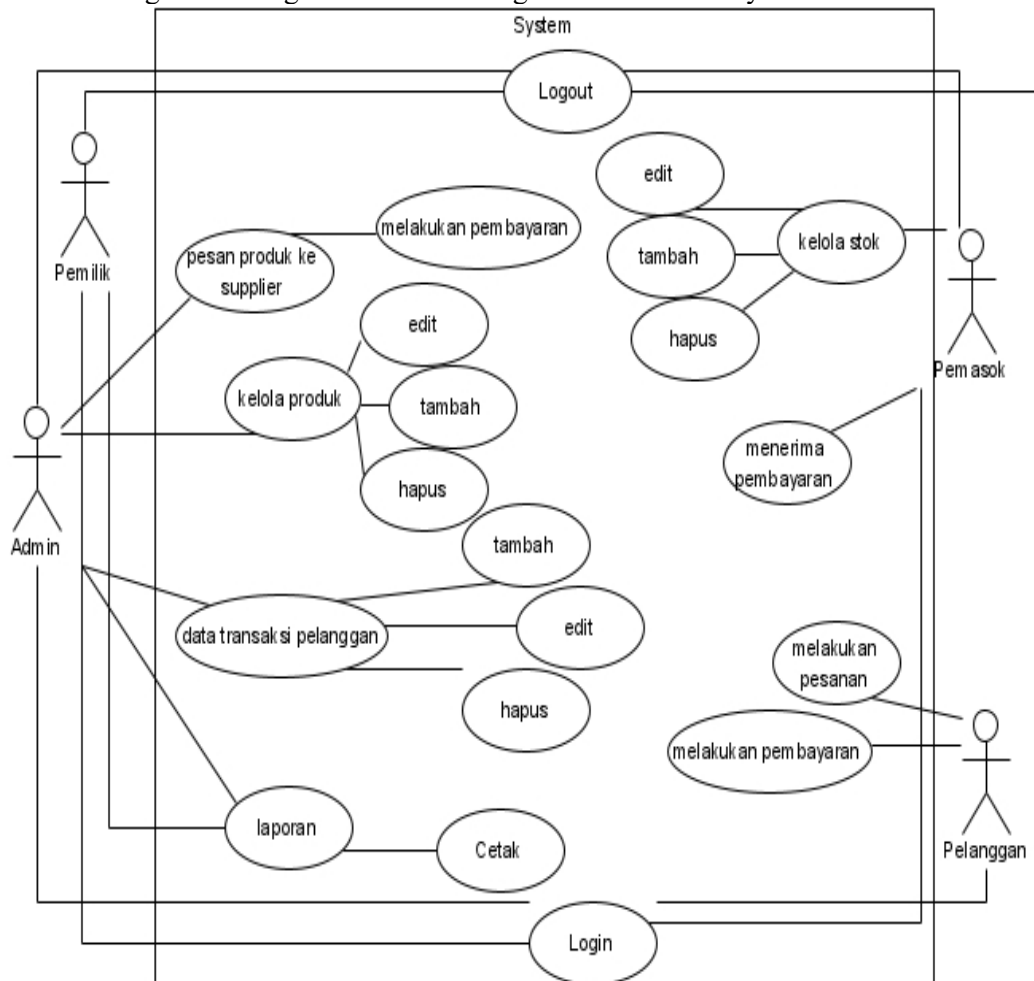 System
Logout
edit
melakukan pembayaran
kelola stok
pesan produk ke
supplier
tambah
Pemilik
edit
hapus
Pemasok
kelola produk
tambah
menerima
pembayaran
hapus
Admin
tambah
data transaksi pelanggan
edit
melakukan
pesanan
hapus
melakukan pembayaran
laporan
Cetak
Pelanggan
Login